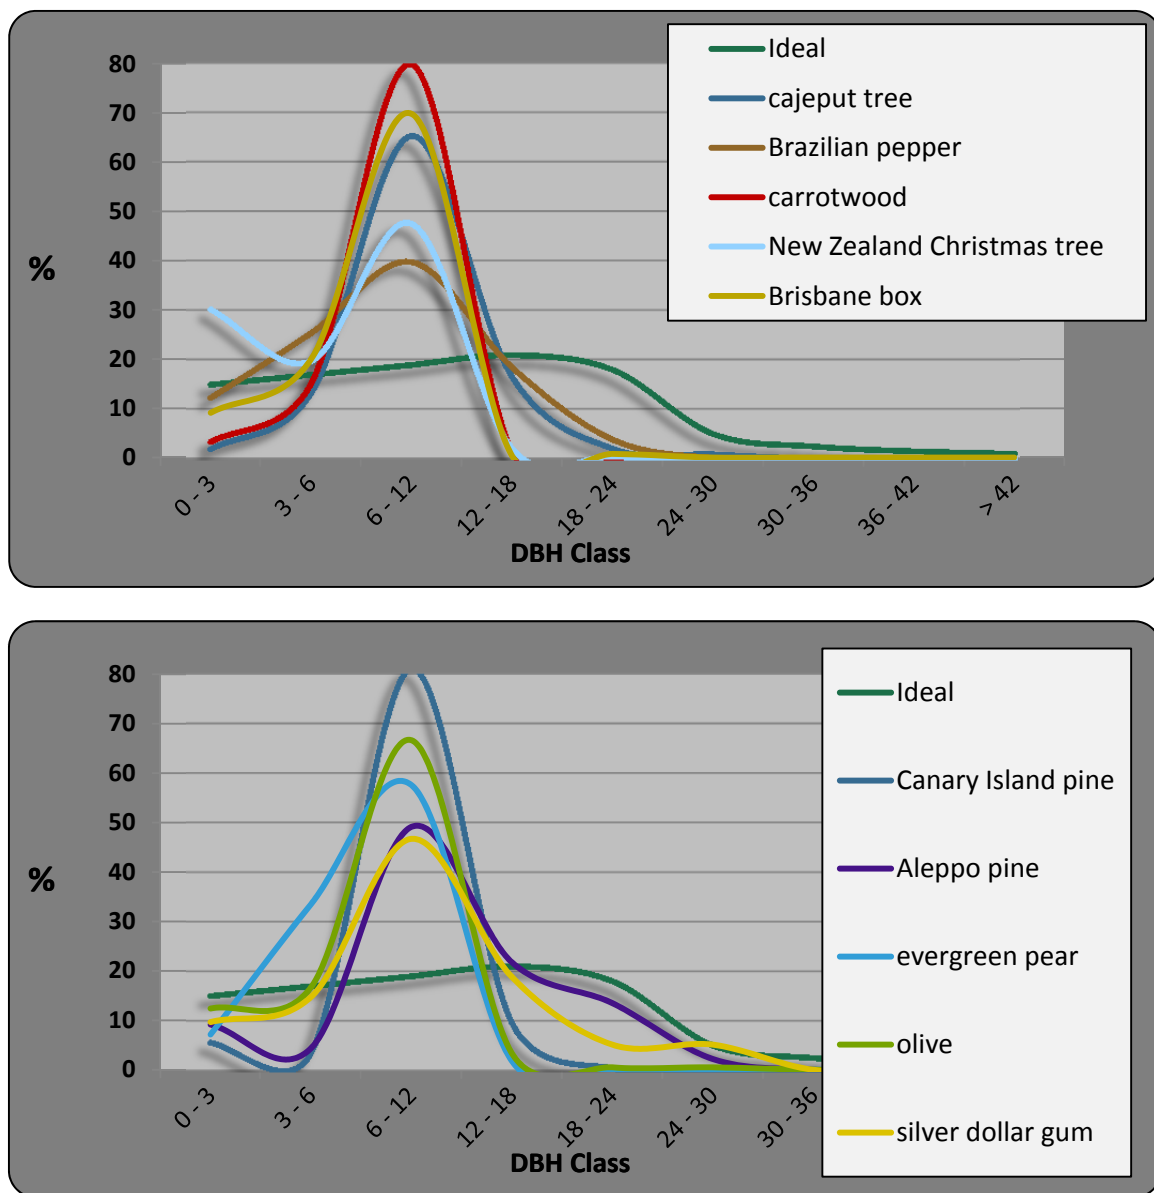 Ideal
cajeput tree
Brazilian pepper
carrotwood
New Zealand Christmas tree
Brisbane box
80
70
60
50
40
30
20
10
0
%
0 - 3
3 - 6
6 - 12
12 - 18
18 - 24
24 - 30
30 - 36
36 - 42
> 42
DBH Class
80
70
60
50
40
30
20
10
0
%
Ideal
Canary Island pine
Aleppo pine
evergreen pear
olive
silver dollar gum
0 - 3
3 - 6
6 - 12
12 - 18
18 - 24
24 - 30
30 - 36
DBH Class